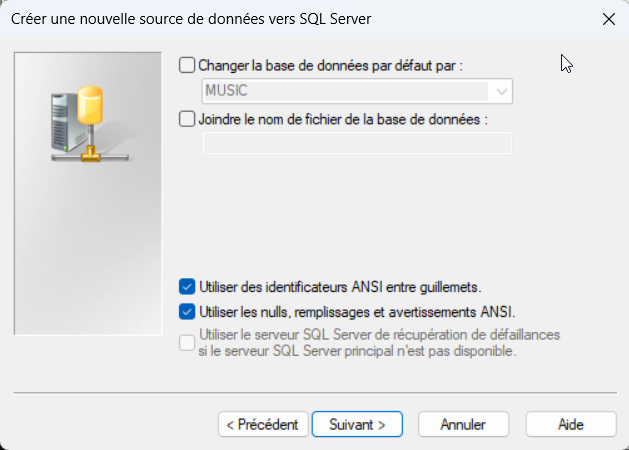 Créer une nouvelle source de données vers SQL Server
Changer la base de données par défaut par :
MUSIC
Joindre le nom de fichier de la base de données :
Utiliser des identificateurs ANSI entre guillemets.
Utiliser les nulls, remplissages et avertissements ANSI.
Utiliser le serveur SQL Server de récupération de défaillances
si le serveur SQL Server principal n'est pas disponible.
< Précédent
Suivant >
Annuler
Aide